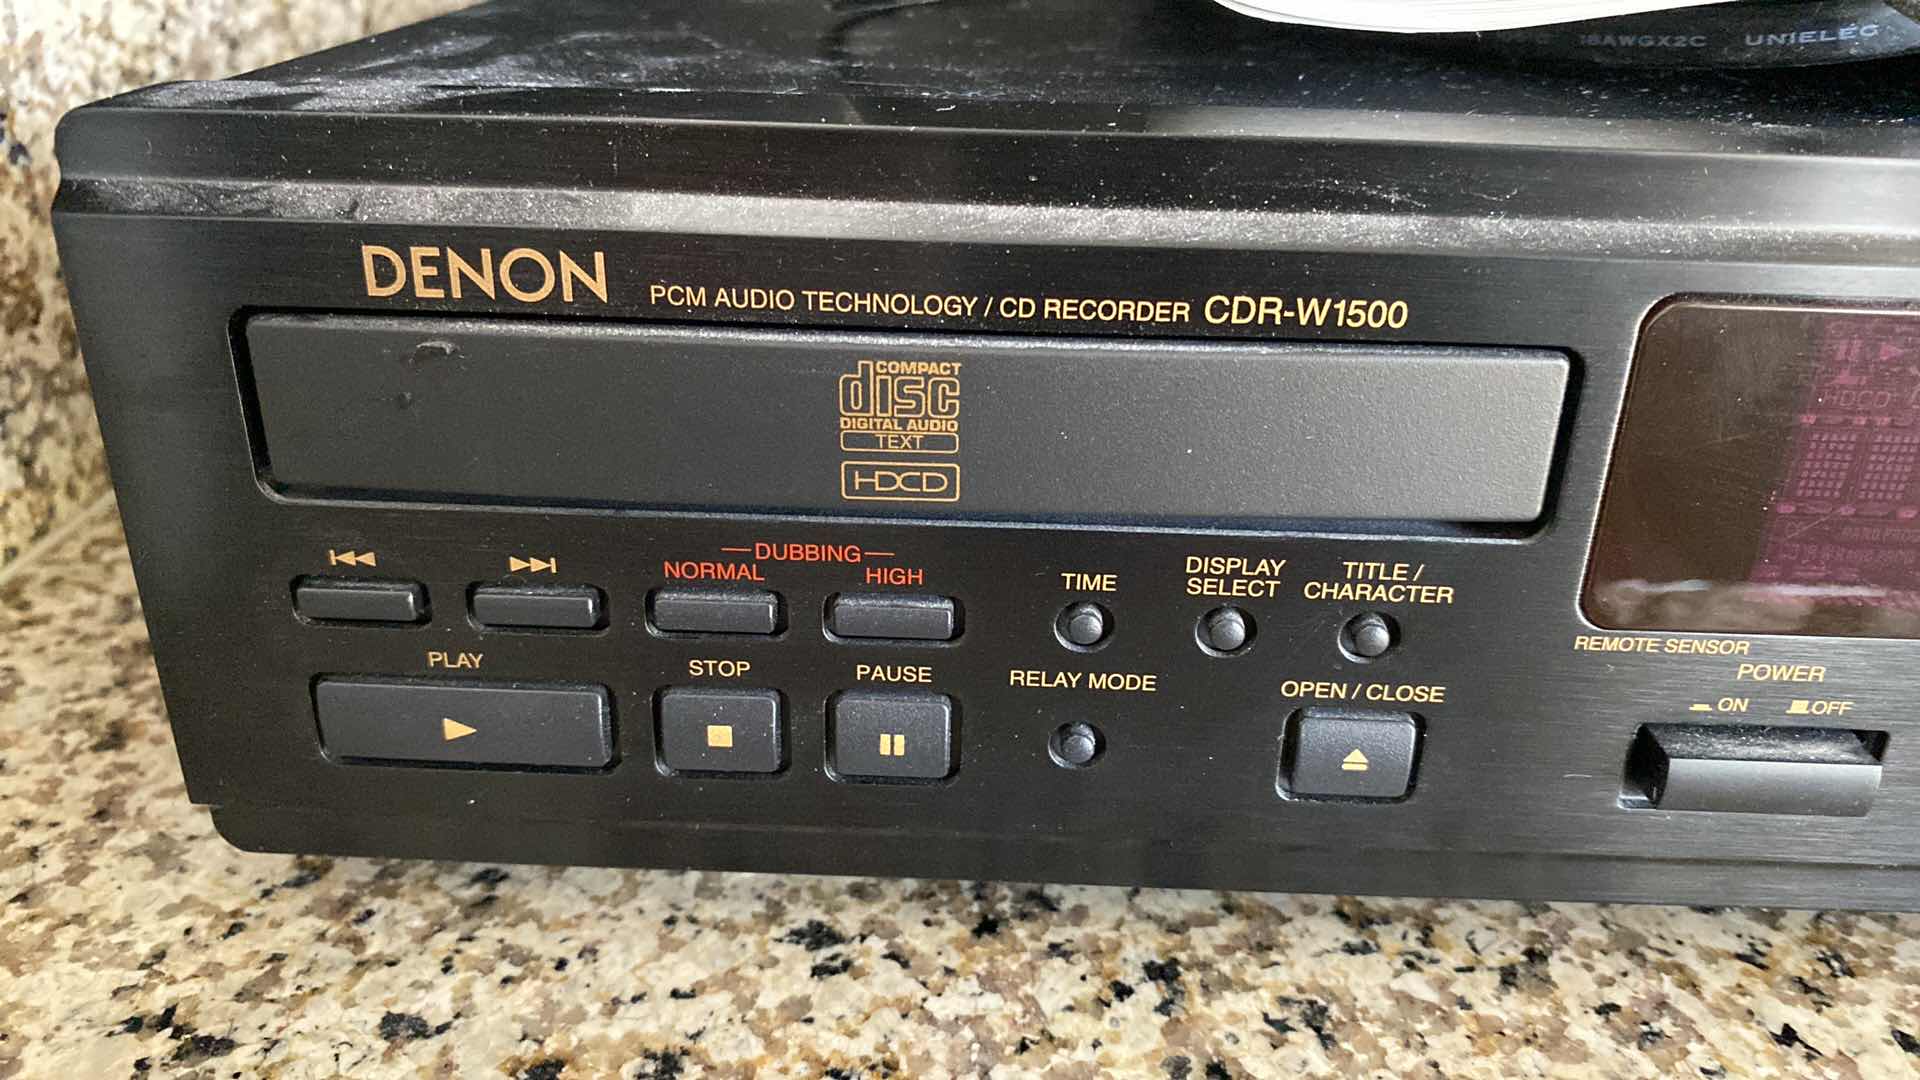 18AWGX2C UNIELEC
DENON PCM AUDIO TECHNOLOGY / CD RECORDER CDR-W1500
COMPACT
disc
DIGITAL AUDIO
TEXT
HDCD
HDCD
DUBBING
NORMAL HIGH
TIME
DISPLAY
SELECT
TITLE /
CHARACTER
REMOTE SENSOR
PLAY
STOP
PAUSE
RELAY MODE
OPEN / CLOSE
POWER
ON OFF